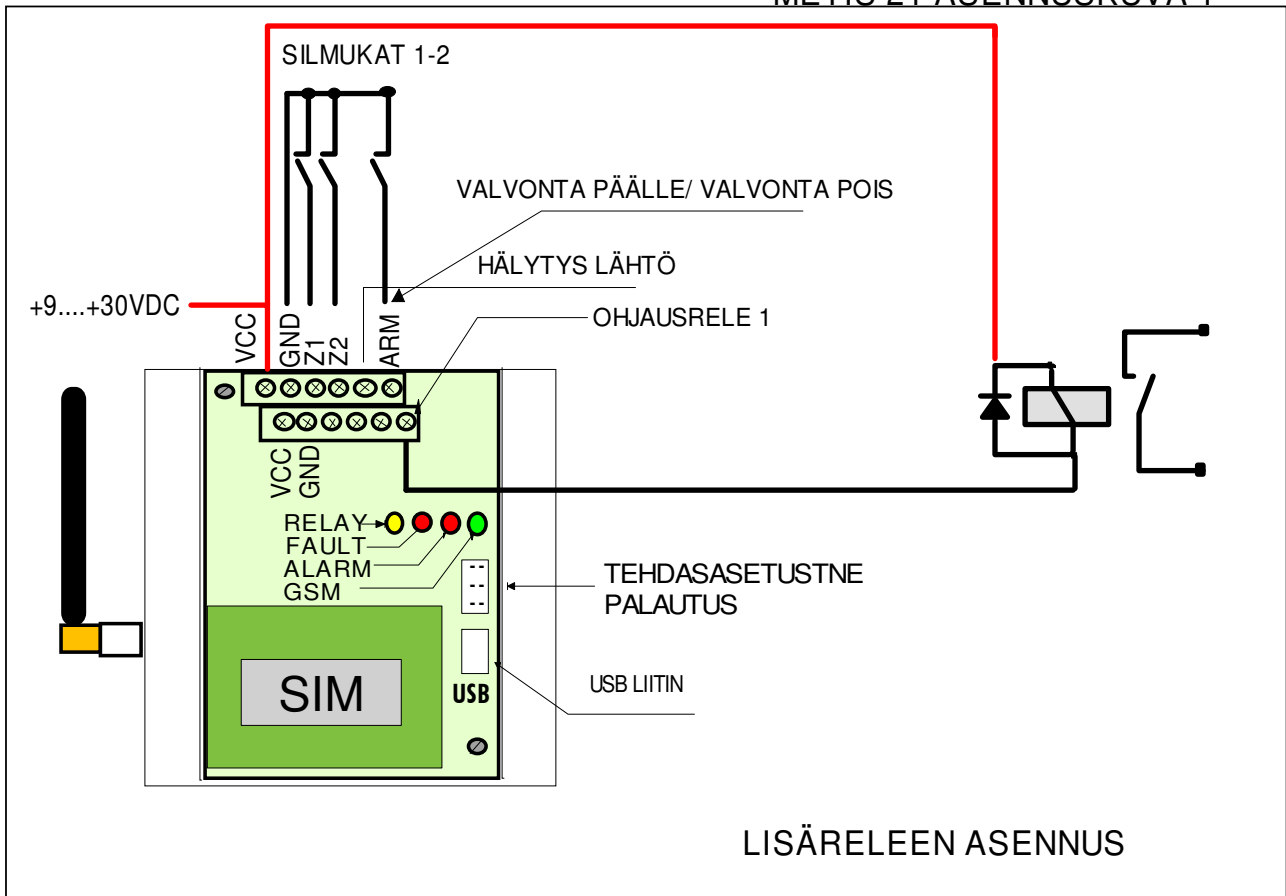 SILMUKAT 1-2
VALVONTA PÄÄLLE/ VALVONTA POIS
HÄLYTYS LÄHTÖ
+9....+30VDC
OHJAUSRELE 1
VCC
GND
Z1
Z2
ARM
VCC
GND
RELAY
FAULT
ALARM
GSM
TEHDASASETUSTNE
PALAUTUS
SIM
USB
USB LIITIN
LISÄRELEEN ASENNUS